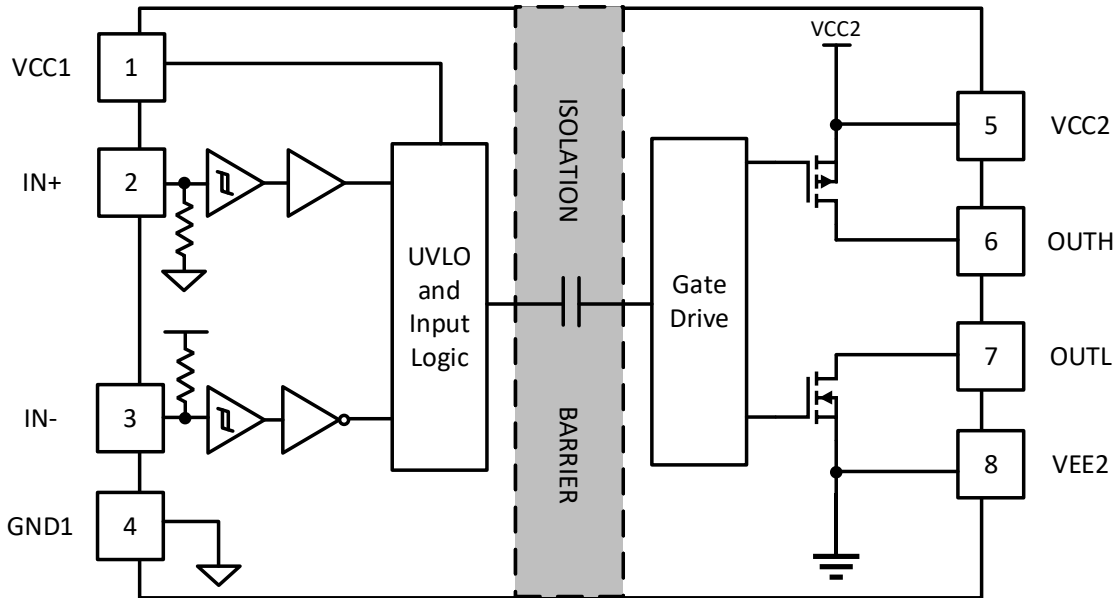 VCC1
1
IN+
2
IN-
3
GND1
4
UVLO
and
Input
Logic
ISOLATION
BARRIER
Gate
Drive
VCC2
5
VCC2
6
OUTH
7
OUTL
8
VEE2